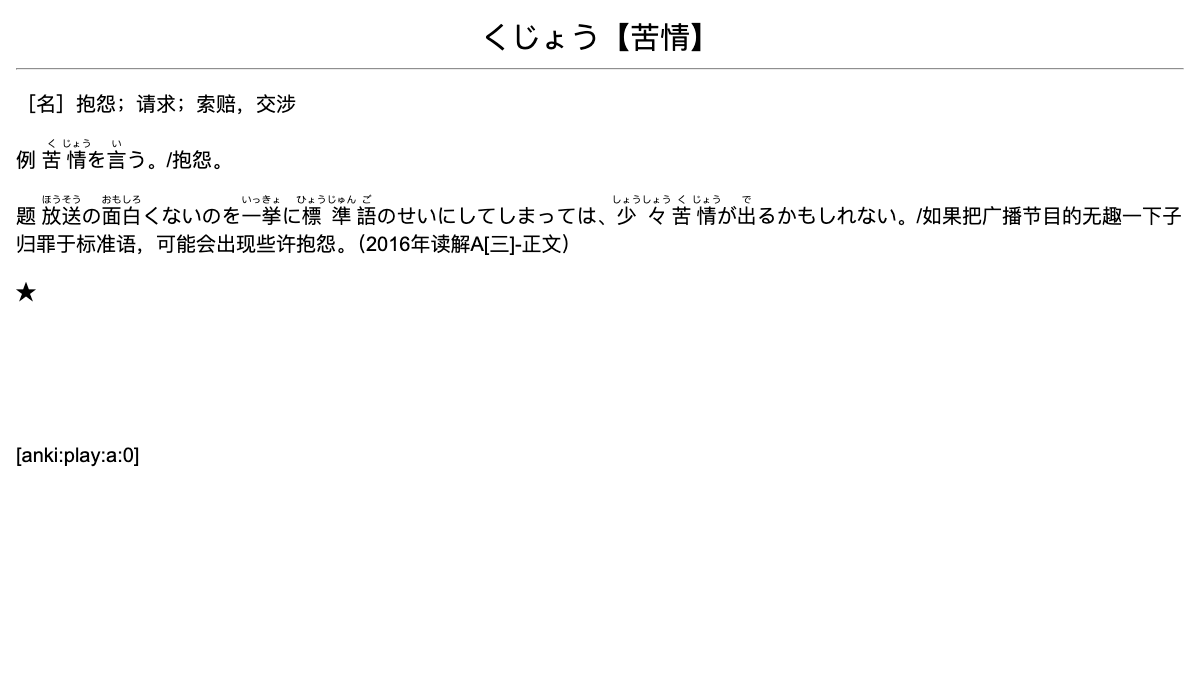 くじょう【苦情】
［名］抱怨；请求；索赔，交涉
く じょう い
例 苦情を言う。/抱怨。
ほうそう おもしろ いっきょ ひょうじゅん ご しょうしょう く じょう で
题 放送の面白くないのを一挙に標準語のせいにしてしまっては、少々苦情が出るかもしれない。/如果把广播节目的无趣一下子
归罪于标准语，可能会出现些许抱怨。（2016年读解A[三]-正文）
★
[anki:play:a:0]